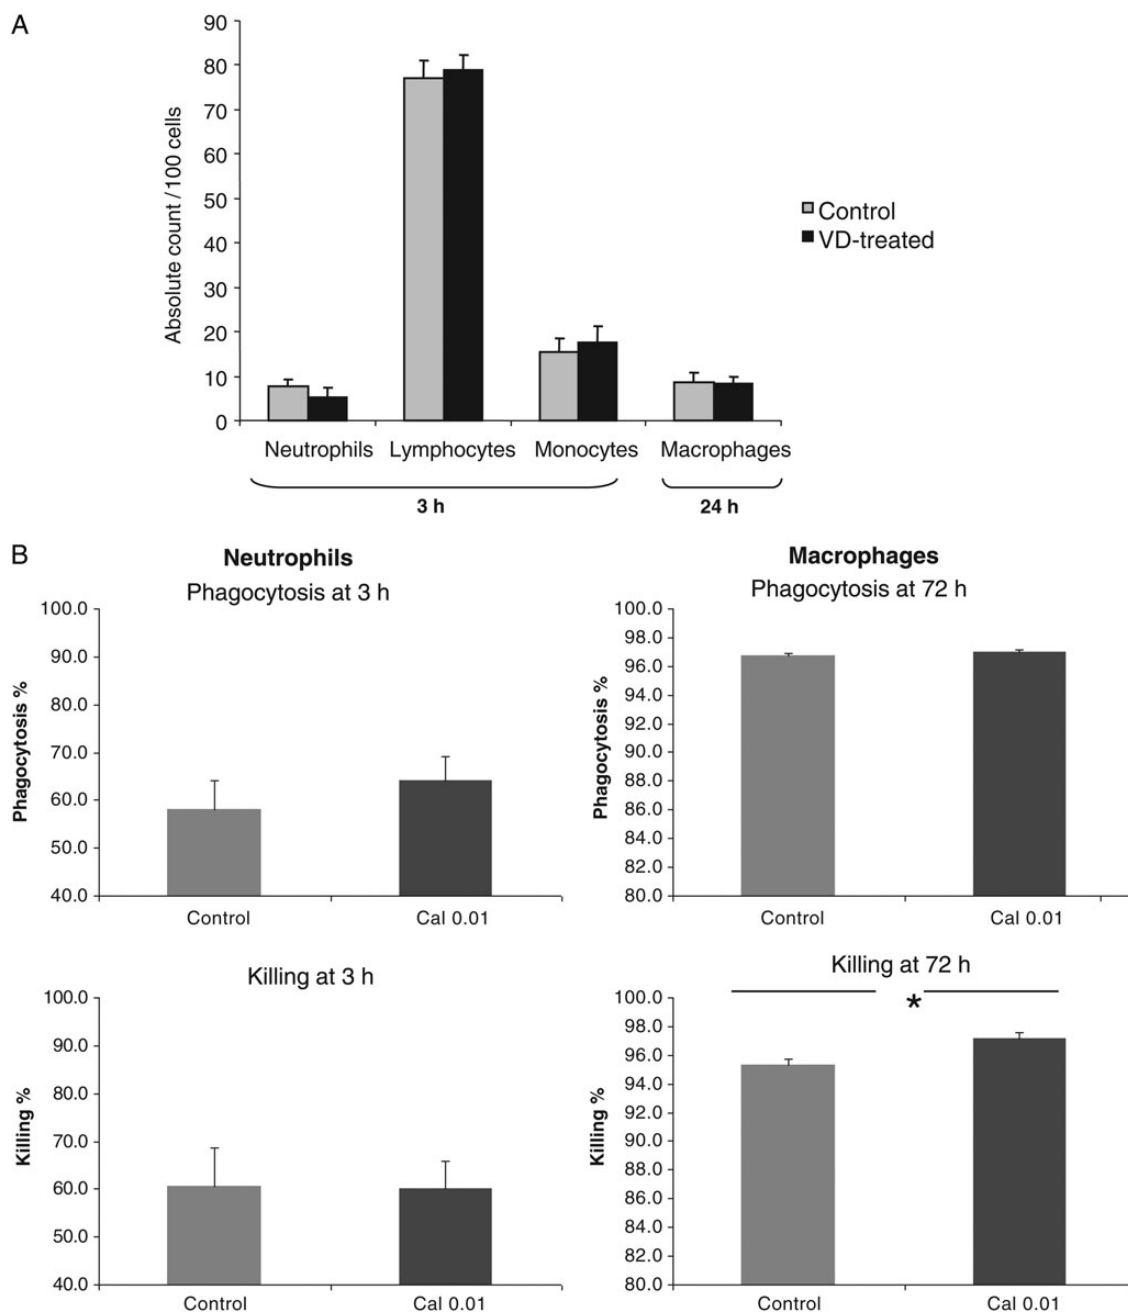 A
90
80
70
60
50
40
30
20
10
0
Absolute count / 100 cells
Control
VD-treated
Neutrophils Lymphocytes Monocytes Macrophages
3 h 24 h
B
Neutrophils
Phagocytosis at 3 h
100.0
90.0
80.0
70.0
60.0
50.0
40.0
Phagocytosis %
Control Cal 0.01
Macrophages
Phagocytosis at 72 h
100.0
98.0
96.0
94.0
92.0
90.0
88.0
86.0
84.0
82.0
80.0
Phagocytosis %
Control Cal 0.01
Killing at 3 h
100.0
90.0
80.0
70.0
60.0
50.0
40.0
Killing %
Control Cal 0.01
Killing at 72 h
*
100.0
98.0
96.0
94.0
92.0
90.0
88.0
86.0
84.0
82.0
80.0
Killing %
Control Cal 0.01